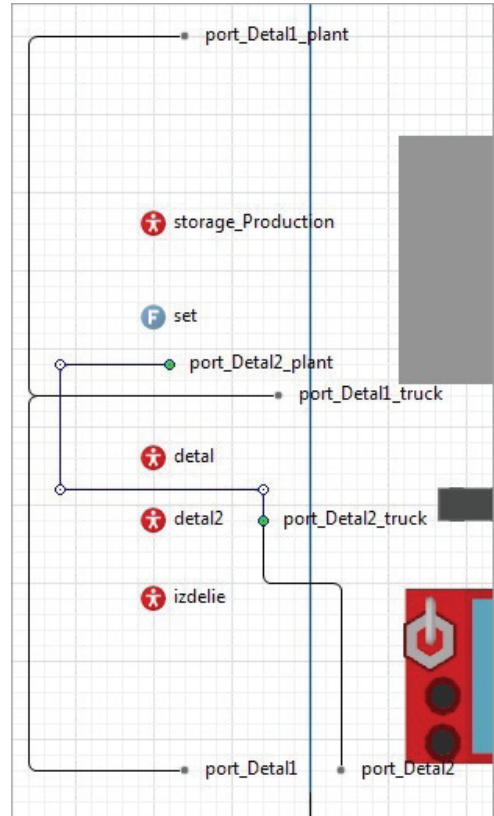 port_Detal1_plant
storage_Production
F set
port_Detal2_plant
port_Detal1_truck
detal
detal2
port_Detal2_truck
izdelie
port_Detal1
port_Detal2